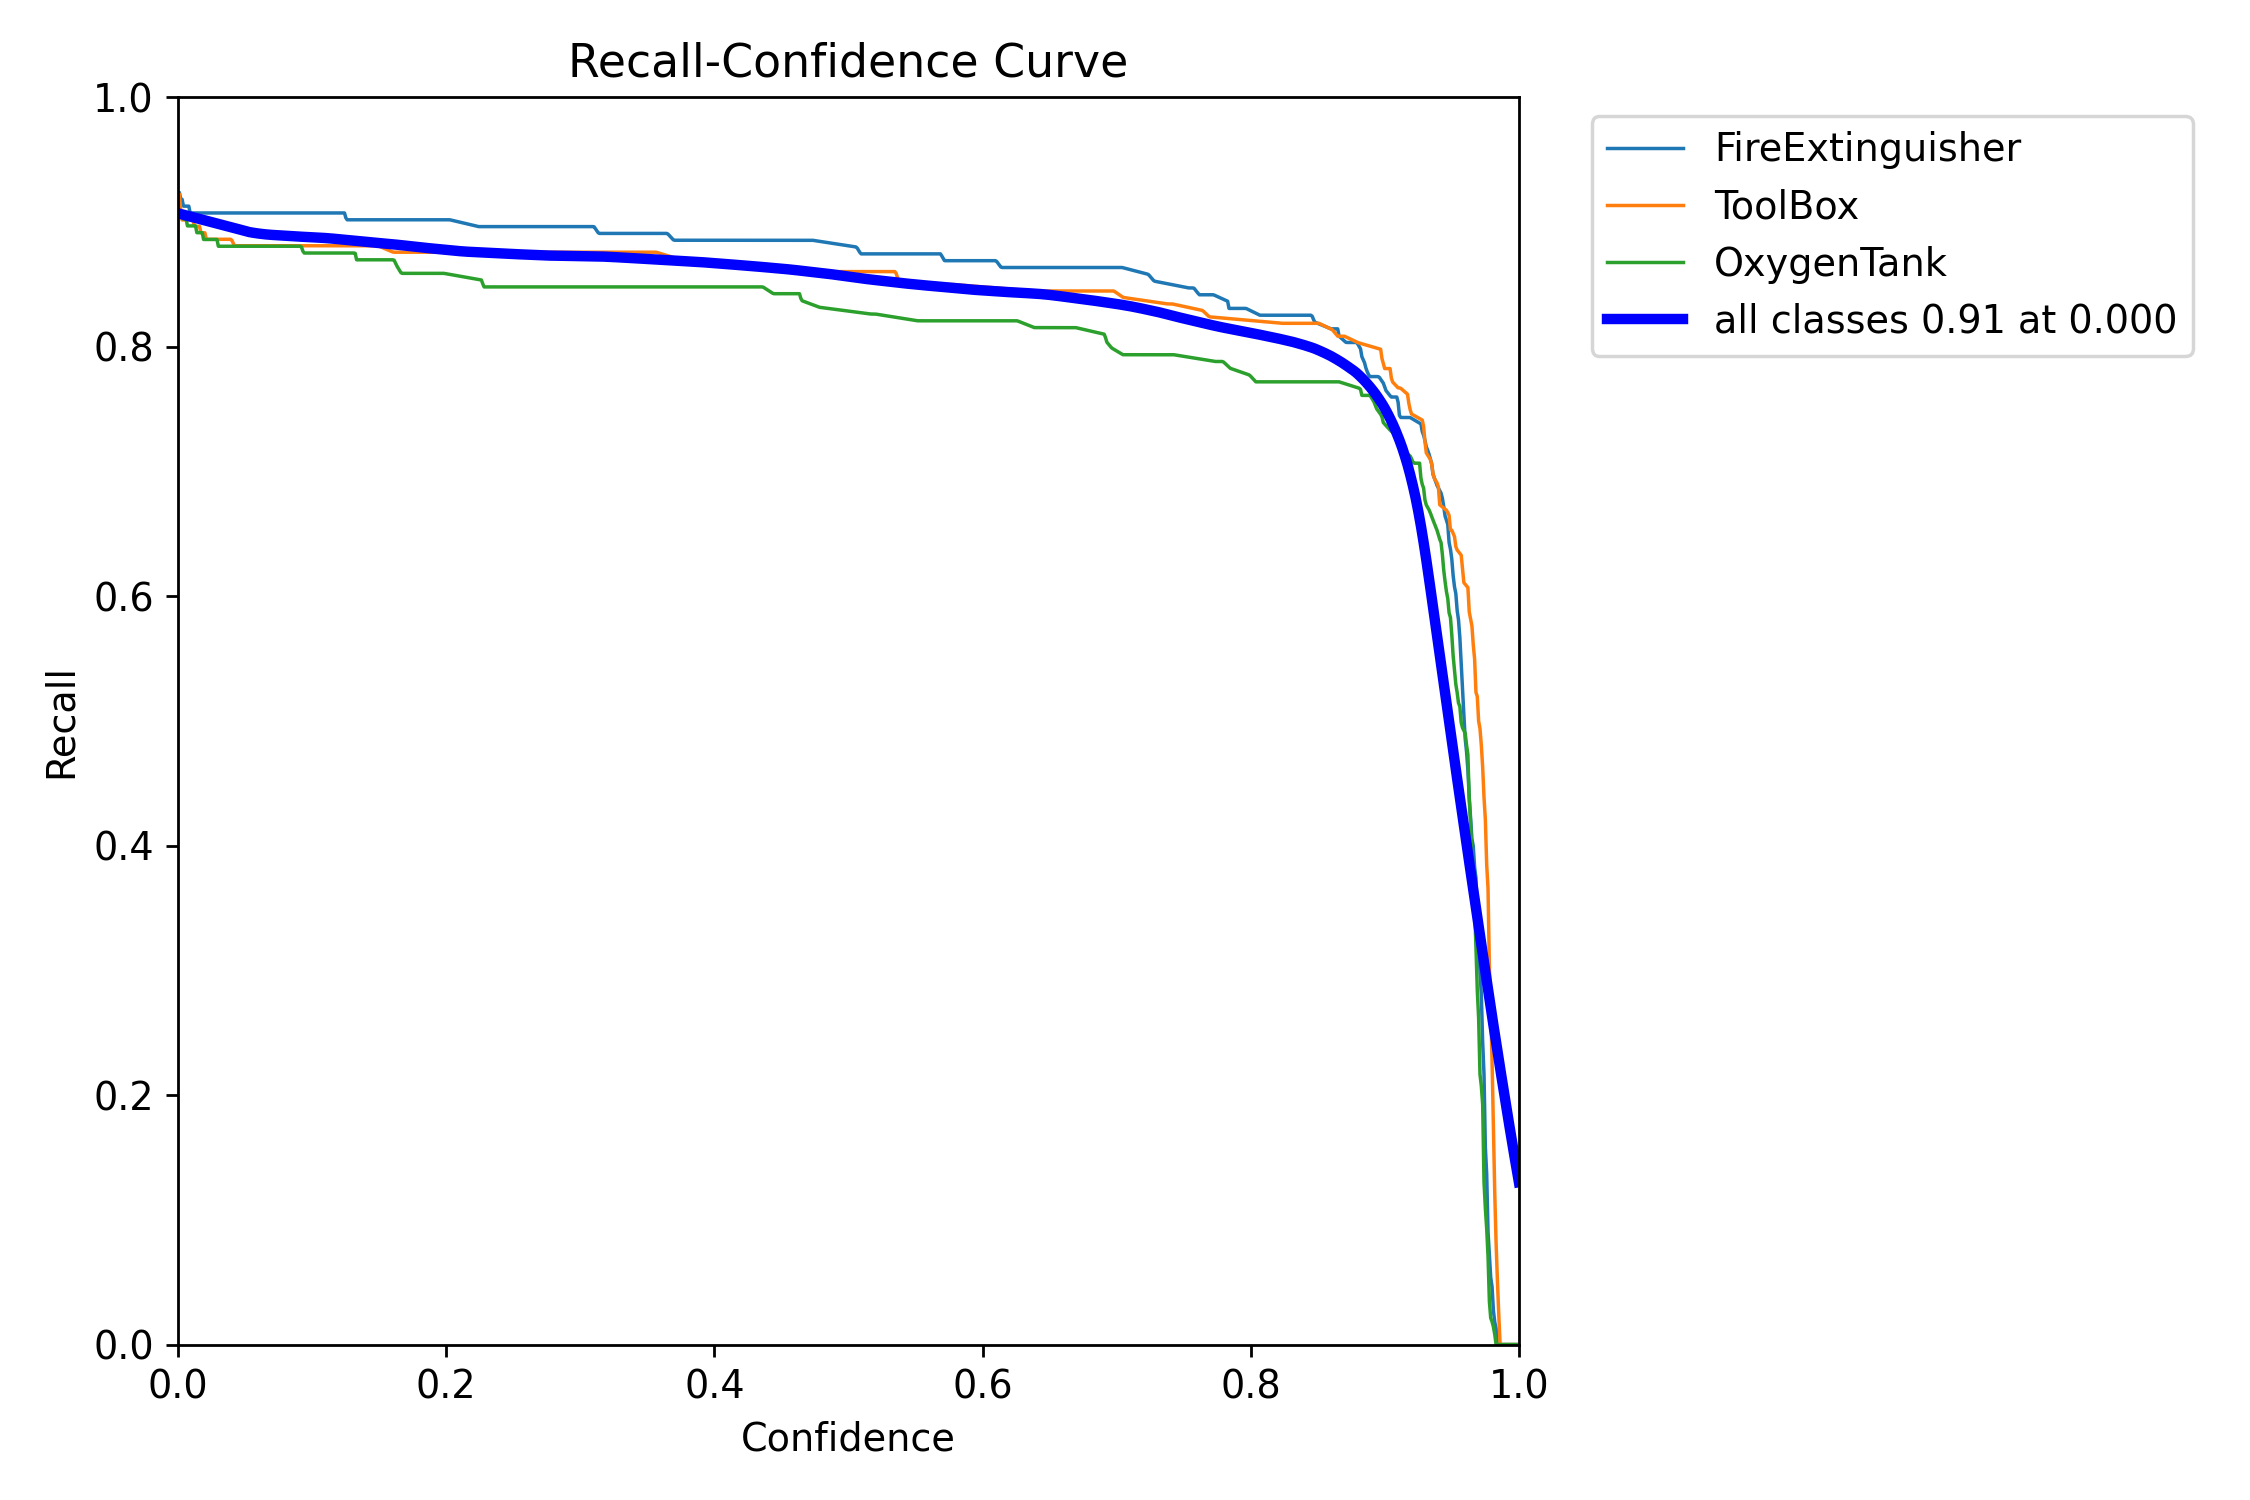 Recall-Confidence Curve
1.0
0.8
0.6
0.4
0.2
0.0
Recall
0.0 0.2 0.4 0.6 0.8 1.0
Confidence
FireExtinguisher
ToolBox
OxygenTank
all classes 0.91 at 0.000